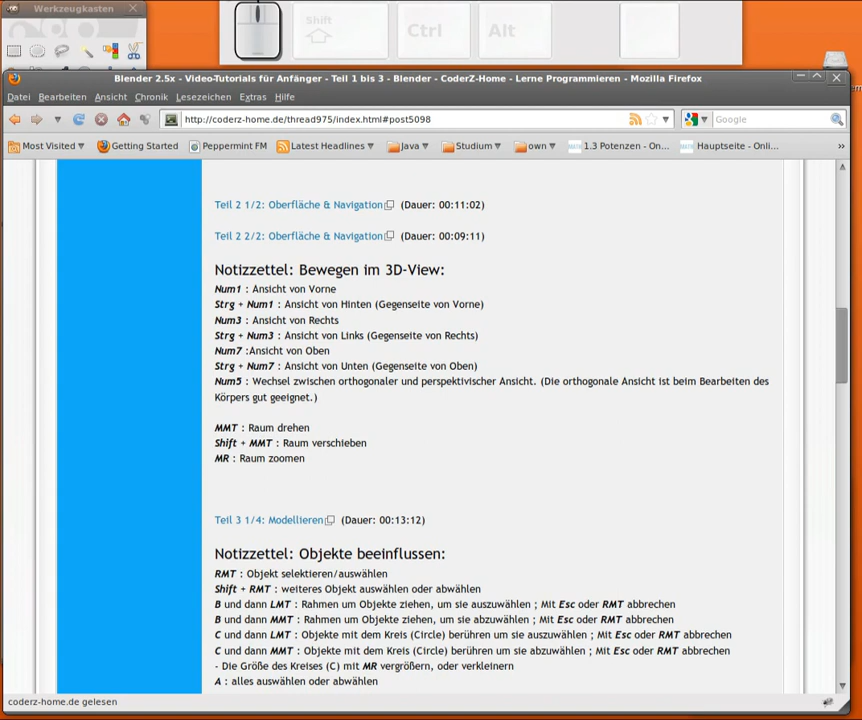 Werkzeugkasten
Shift
Ctrl
Alt
Blender 2.5x - Video-Tutorials für Anfänger - Teil 1 bis 3 - Blender - CoderZ-Home - Lerne Programmieren - Mozilla Firefox
Datei Bearbeiten Ansicht Chronik Lesezeichen Extras Hilfe
http://coderz-home.de/thread975/index.html#post5098
Google
Most Visited Getting Started Peppermint FM Latest Headlines Java Studium own 1.3 Potenzen - On... Hauptseite - Onli... »
Teil 2 1/2: Oberfläche & Navigation (Dauer: 00:11:02)
Teil 2 2/2: Oberfläche & Navigation (Dauer: 00:09:11)
Notizzettel: Bewegen im 3D-View:
Num1 : Ansicht von Vorne
Strg + Num1 : Ansicht von Hinten (Gegenseite von Vorne)
Num3 : Ansicht von Rechts
Strg + Num3 : Ansicht von Links (Gegenseite von Rechts)
Num7 :Ansicht von Oben
Strg + Num7 : Ansicht von Unten (Gegenseite von Oben)
Num5 : Wechsel zwischen orthogonaler und perspektivischer Ansicht. (Die orthogonale Ansicht ist beim Bearbeiten des
Körpers gut geeignet.)
MMT : Raum drehen
Shift + MMT : Raum verschieben
MR : Raum zoomen
Teil 3 1/4: Modellieren (Dauer: 00:13:12)
Notizzettel: Objekte beeinflussen:
RMT : Objekt selektieren/auswählen
Shift + RMT : weiteres Objekt auswählen oder abwählen
B und dann LMT : Rahmen um Objekte ziehen, um sie auszuwählen ; Mit Esc oder RMT abbrechen
B und dann MMT : Rahmen um Objekte ziehen, um sie abzuwählen ; Mit Esc oder RMT abbrechen
C und dann LMT : Objekte mit dem Kreis (Circle) berühren um sie auszuwählen ; Mit Esc oder RMT abbrechen
C und dann MMT : Objekte mit dem Kreis (Circle) berühren um sie abzuwählen ; Mit Esc oder RMT abbrechen
- Die Größe des Kreises (C) mit MR vergrößern, oder verkleinern
A : alles auswählen oder abwählen
coderz-home.de gelesen